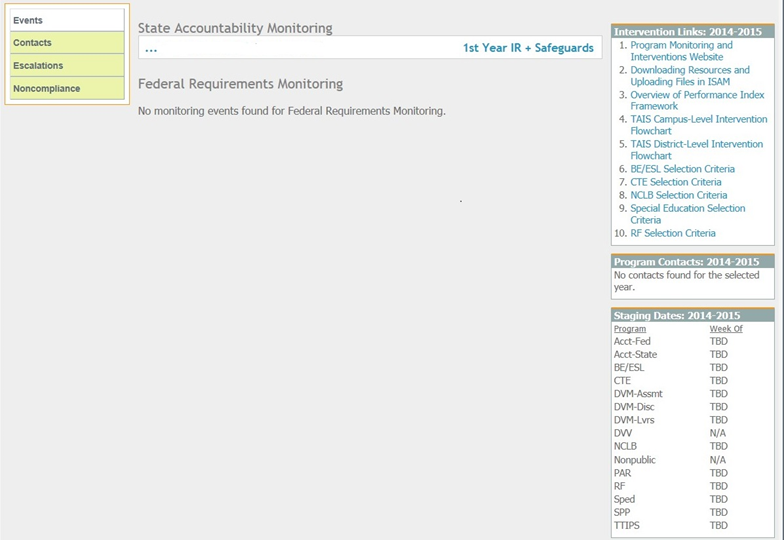 Events
Contacts
Escalations
Noncompliance
State Accountability Monitoring
... 1st Year IR + Safeguards
Federal Requirements Monitoring
No monitoring events found for Federal Requirements Monitoring.
Intervention Links: 2014-2015
1. Program Monitoring and
Interventions Website
2. Downloading Resources and
Uploading Files in ISAM
3. Overview of Performance Index
Framework
4. TAIS Campus-Level Intervention
Flowchart
5. TAIS District-Level Intervention
Flowchart
6. BE/ESL Selection Criteria
7. CTE Selection Criteria
8. NCLB Selection Criteria
9. Special Education Selection
Criteria
10. RF Selection Criteria
Program Contacts: 2014-2015
No contacts found for the selected
year.
Staging Dates: 2014-2015
Program Week Of
Acct-Fed TBD
Acct-State TBD
BE/ESL TBD
CTE TBD
DVM-Assmt TBD
DVM-Disc TBD
DVM-Lvrs TBD
DVV N/A
NCLB TBD
Nonpublic N/A
PAR TBD
RF TBD
Sped TBD
SPP TBD
TTIPS TBD